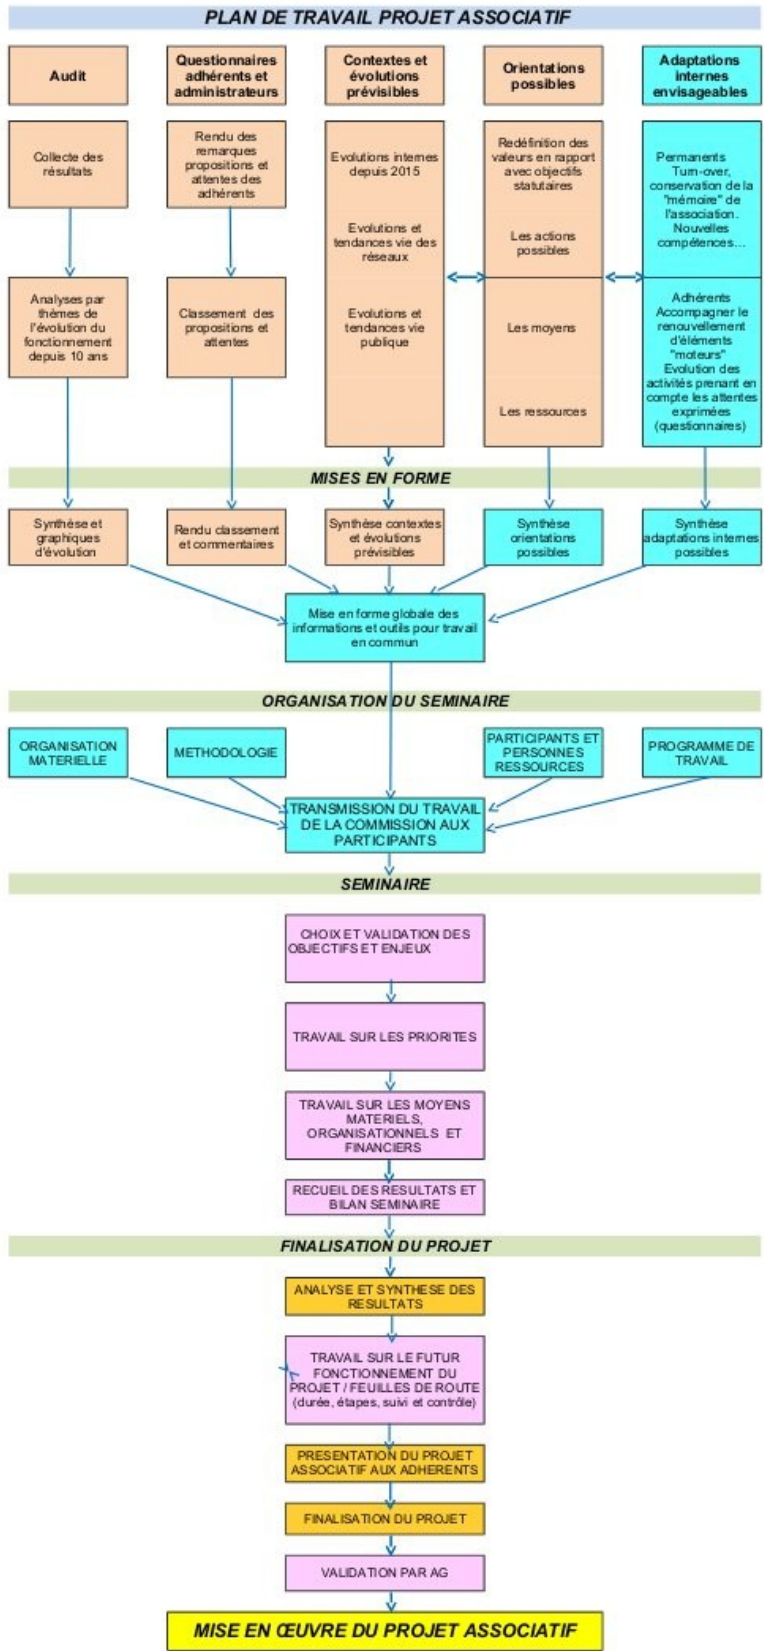 PLAN DE TRAVAIL PROJET ASSOCIATIF
Audit
Questionnaires
adhérents et
administrateurs
Contextes et
évolutions
prévisibles
Orientations
possibles
Adaptations
internes
envisageables
Collecte des
résultats
Rendu des
remarques
propositions et
attentes des
adhérents
Evolutions internes
depuis 2015
Evolutions et
tendances vie des
réseaux
Evolutions et
tendances vie
publique
Redéfinition des
valeurs en rapport
avec objectifs
statutaires
Les actions
possibles
Les moyens
Les ressources
Permanents
Turn-over,
conservation de la
"mémoire" de
l'association.
Nouvelles
compétences...
Analyses par
thèmes de
l'évolution du
fonctionnement
depuis 10 ans
Classement des
propositions et
attentes
Adhérents
Accompagner le
renouvellement
d'éléments
"moteurs"
Evolution des
activités prenant en
compte les attentes
exprimées
(questionnaires)
MISES EN FORME
Synthèse et
graphiques
d'évolution
Rendu classement
et commentaires
Synthèse contextes
et évolutions
prévisibles
Synthèse
orientations
possibles
Synthèse
adaptations internes
possibles
Mise en forme globale des
informations et outils pour travail
en commun
ORGANISATION DU SEMINAIRE
ORGANISATION
MATERIELLE
METHODOLOGIE
PARTICIPANTS ET
PERSONNES
RESSOURCES
PROGRAMME DE
TRAVAIL
TRANSMISSION DU TRAVAIL
DE LA COMMISSION AUX
PARTICIPANTS
SEMINAIRE
CHOIX ET VALIDATION DES
OBJECTIFS ET ENJEUX
TRAVAIL SUR LES PRIORITES
TRAVAIL SUR LES MOYENS
MATERIELS,
ORGANISATIONNELS ET
FINANCIERS
RECUEIL DES RESULTATS ET
BILAN SEMINAIRE
FINALISATION DU PROJET
ANALYSE ET SYNTHESE DES
RESULTATS
TRAVAIL SUR LE FUTUR
FONCTIONNEMENT DU
PROJET / FEUILLES DE ROUTE
(durée, étapes, suivi et contrôle)
PRESENTATION DU PROJET
ASSOCIATIF AUX ADHERENTS
FINALISATION DU PROJET
VALIDATION PAR AG
MISE EN ŒUVRE DU PROJET ASSOCIATIF